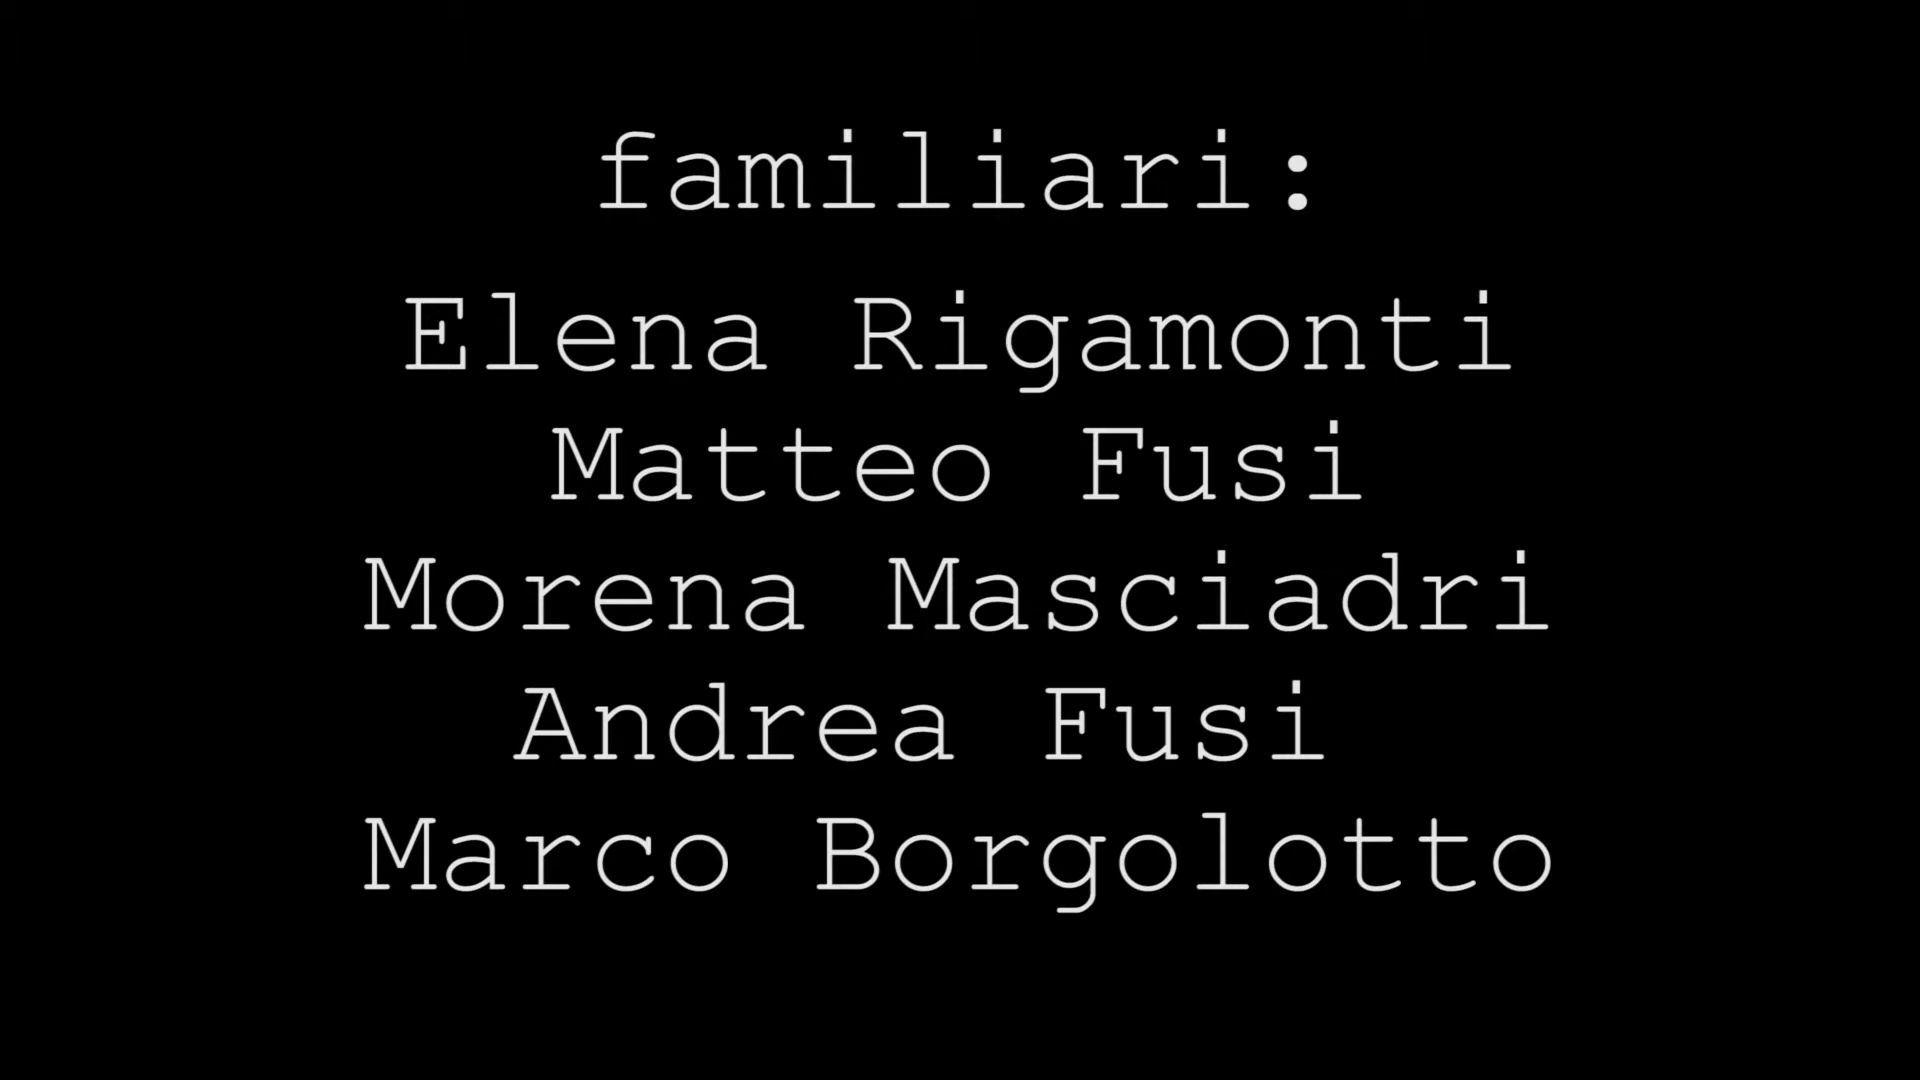 familiari:
Elena Rigamonti
Matteo Fusi
Morena Masciadri
Andrea Fusi
Marco Borgolotto